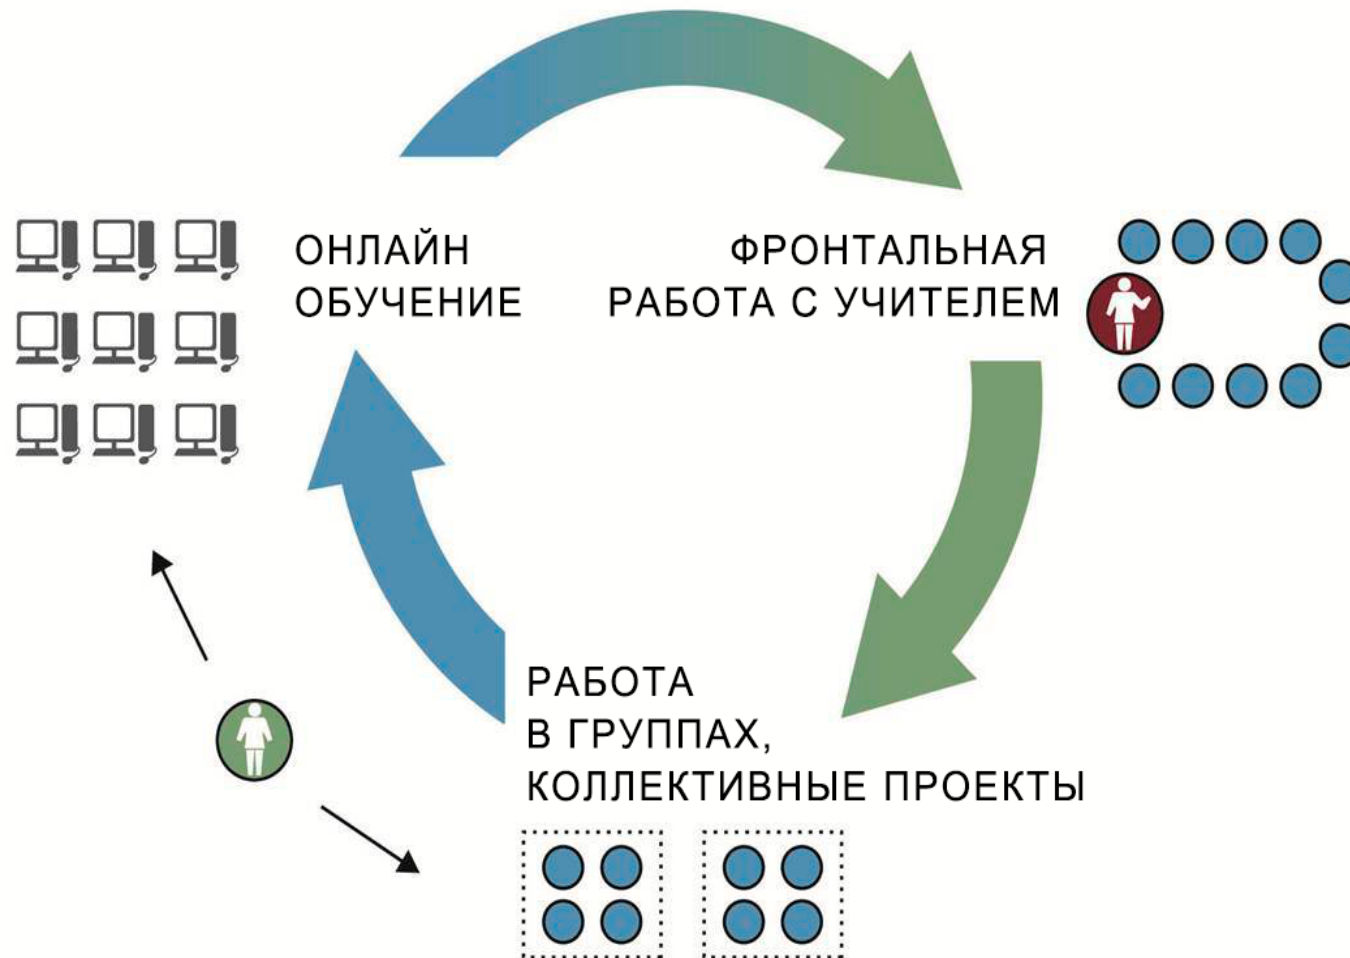 ОНЛАЙН
ОБУЧЕНИЕ
ФРОНТАЛЬНАЯ
РАБОТА С УЧИТЕЛЕМ
РАБОТА
В ГРУППАХ,
КОЛЛЕКТИВНЫЕ ПРОЕКТЫ